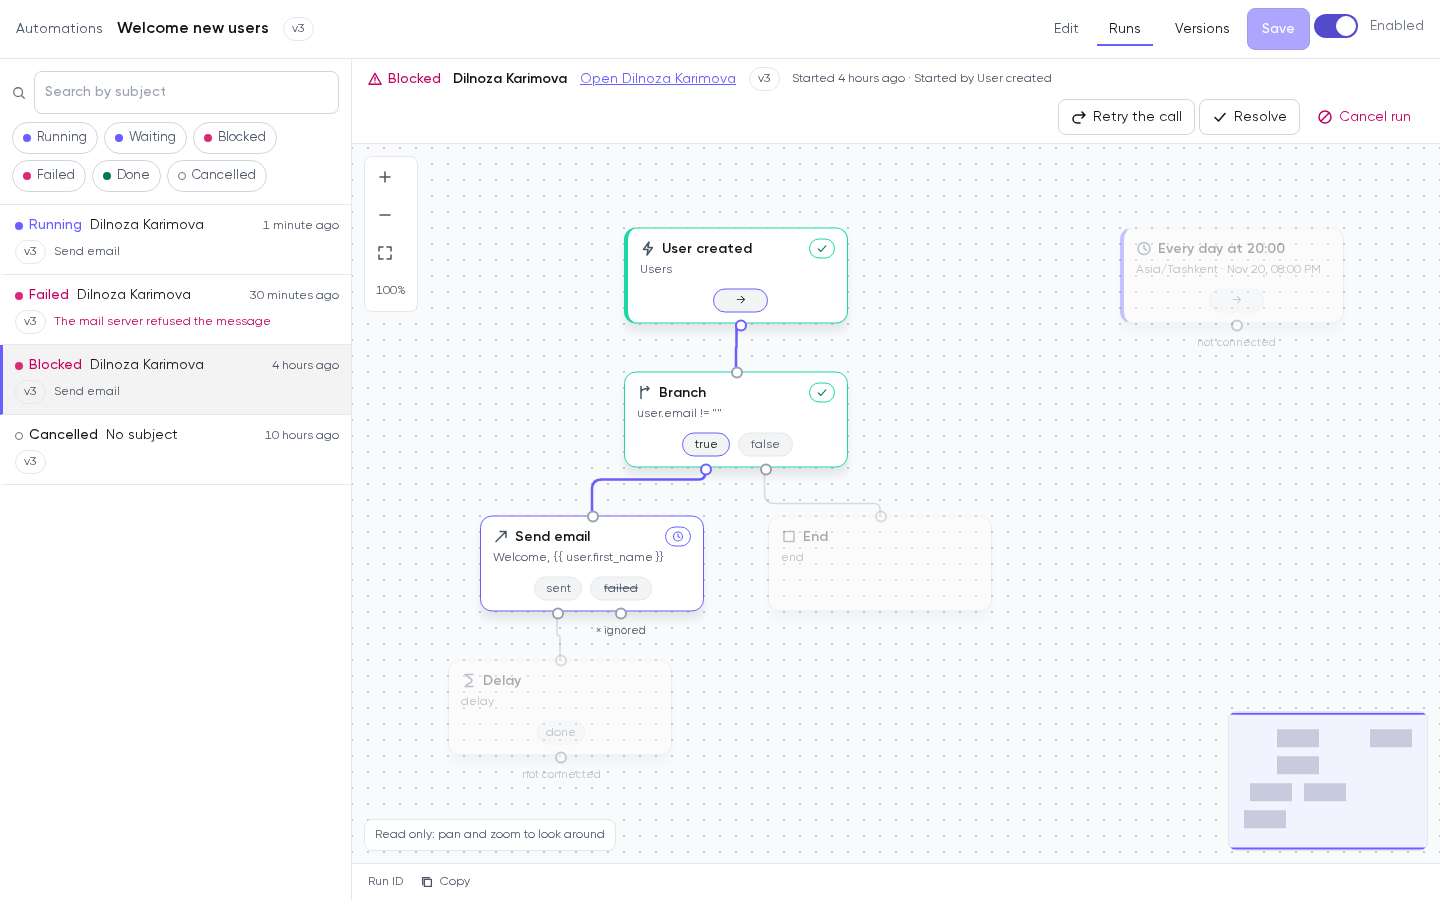 Automations Welcome new users v3
Edit Runs Versions Save Enabled
Search by subject
Running Waiting Blocked
Failed Done Cancelled
Running Dilnoza Karimova 1 minute ago
v3 Send email
Failed Dilnoza Karimova 30 minutes ago
v3 The mail server refused the message
Blocked Dilnoza Karimova 4 hours ago
v3 Send email
Cancelled No subject 10 hours ago
v3
Blocked Dilnoza Karimova Open Dilnoza Karimova v3 Started 4 hours ago · Started by User created
Retry the call Resolve Cancel run
100%
User created
Users
→
Every day at 20:00
Asia/Tashkent · Nov 20, 08:00 PM
→
not connected
Branch
user.email != ""
true false
Send email
Welcome, {{ user.first_name }}
sent failed
× ignored
End
end
Delay
delay
done
not connected
Read only: pan and zoom to look around
Run ID Copy